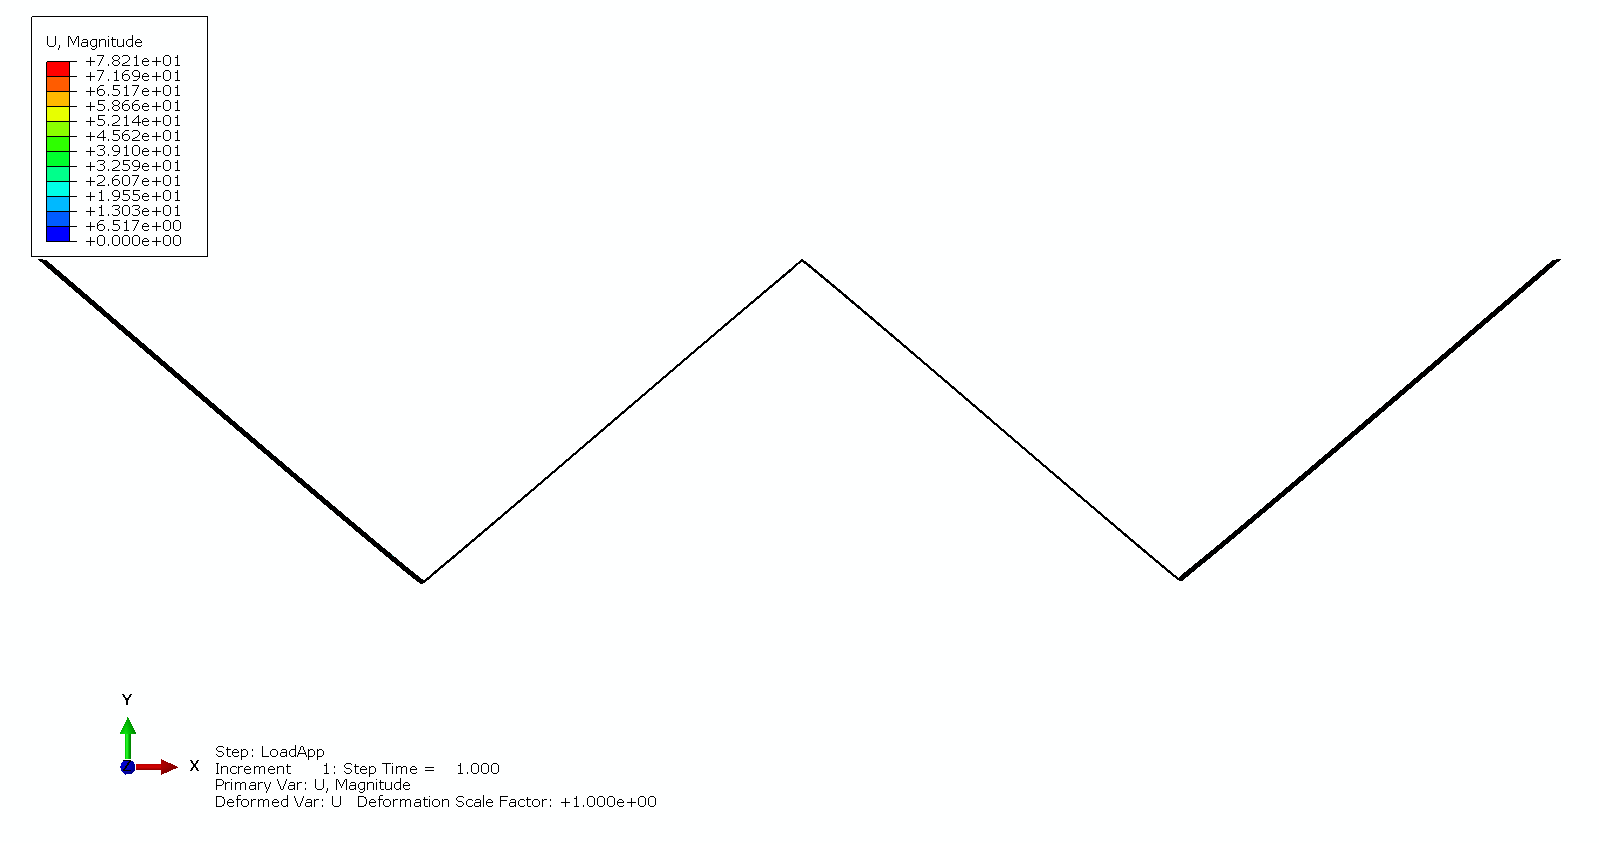 U, Magnitude
+7.821e+01
+7.169e+01
+6.517e+01
+5.866e+01
+5.214e+01
+4.562e+01
+3.910e+01
+3.259e+01
+2.607e+01
+1.955e+01
+1.303e+01
+6.517e+00
+0.000e+00
Y
X
Step: LoadApp
Increment 1: Step Time = 1.000
Primary Var: U, Magnitude
Deformed Var: U Deformation Scale Factor: +1.000e+00